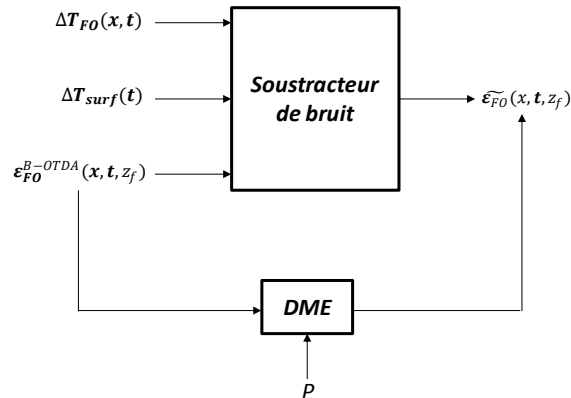 ΔT_FO(x, t)
Soustracteur
de bruit
ΔT_surf(t)
ε_FO^{B-OTDA}(x, t, z_f)
ε̃_FO(x, t, z_f)
DME
P